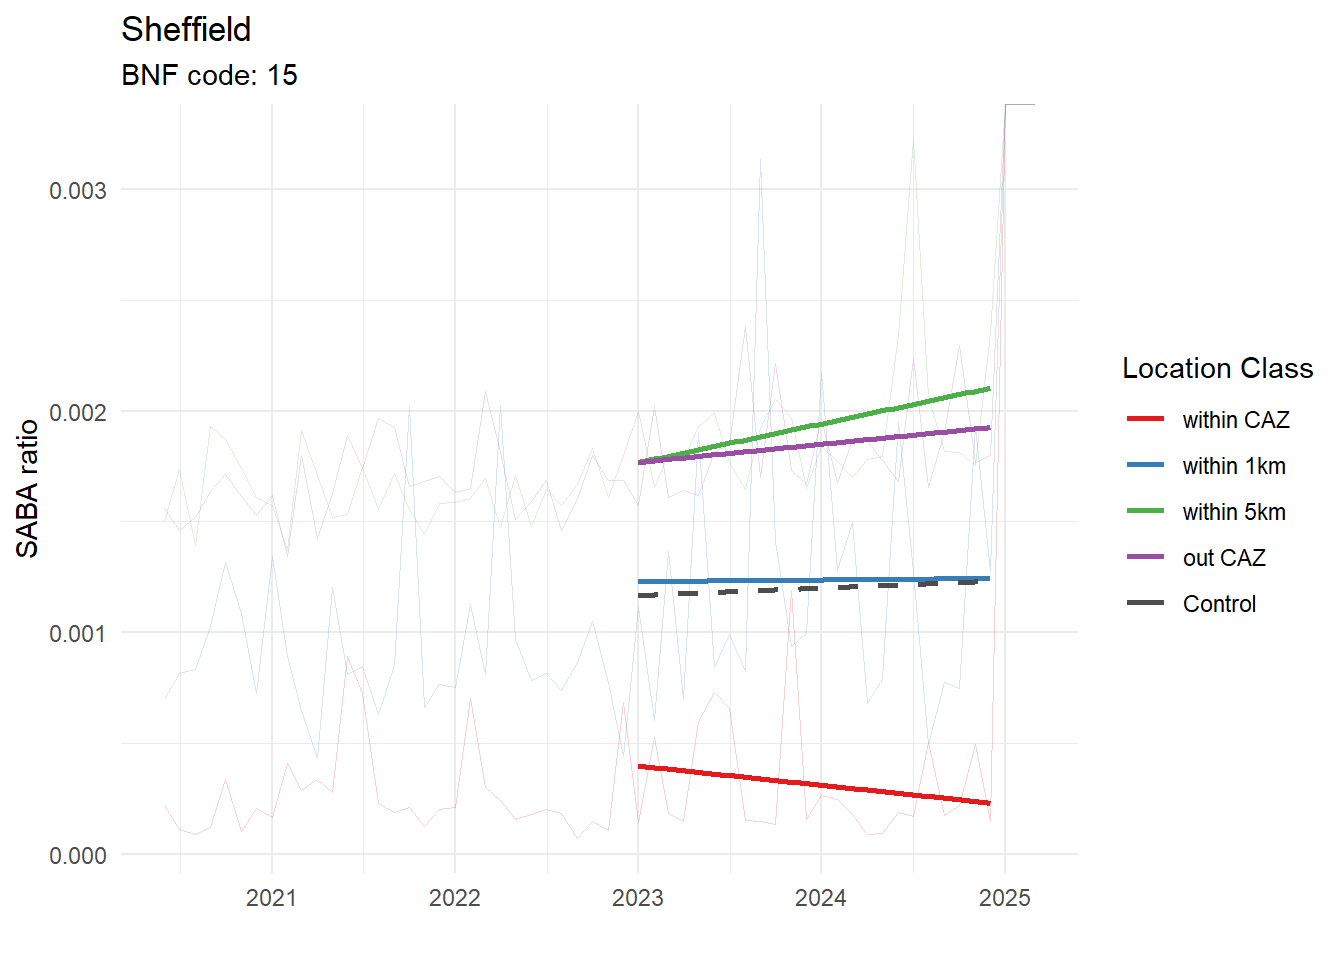 Sheffield
BNF code: 15
0.003
0.002
0.001
0.000
SABA ratio
2021
2022
2023
2024
2025
Location Class
within CAZ
within 1km
within 5km
out CAZ
Control